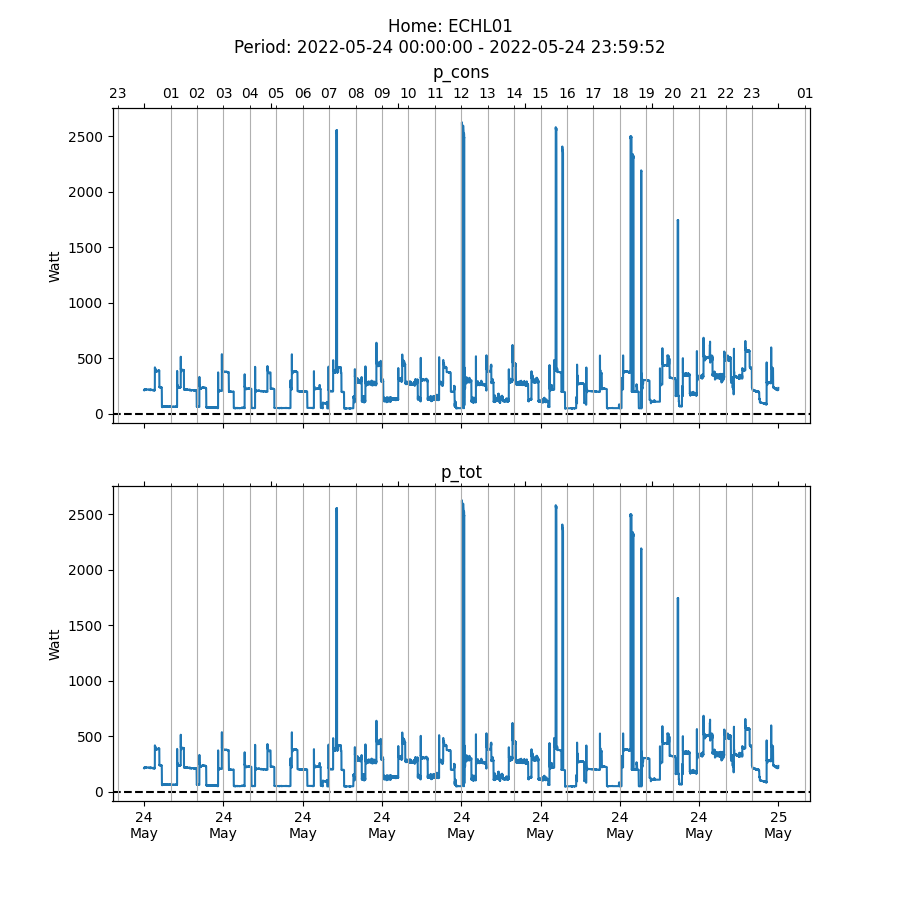 Home: ECHL01
Period: 2022-05-24 00:00:00 - 2022-05-24 23:59:52
p_cons
23 01 02 03 04 05 06 07 08 09 10 11 12 13 14 15 16 17 18 19 20 21 22 23 01
2500
2000
1500
1000
500
0
Watt
p_tot
2500
2000
1500
1000
500
0
Watt
24 24 24 24 24 24 24 24 25
May May May May May May May May May